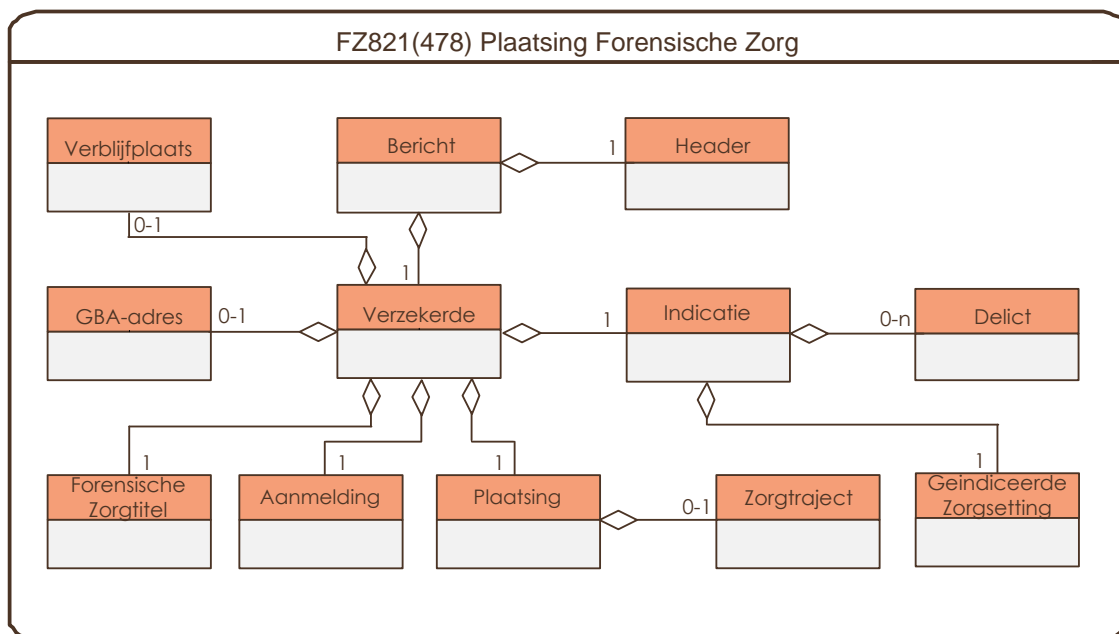 FZ821(478) Plaatsing Forensische Zorg
Verblijfplaats
Bericht
Header
1
0-1
1
GBA-adres
0-1
Verzekerde
1
Indicatie
0-n
Delict
1
1
1
1
Forensische
Zorgtitel
Aanmelding
Plaatsing
0-1
Zorgtraject
Geindiceerde
Zorgsetting